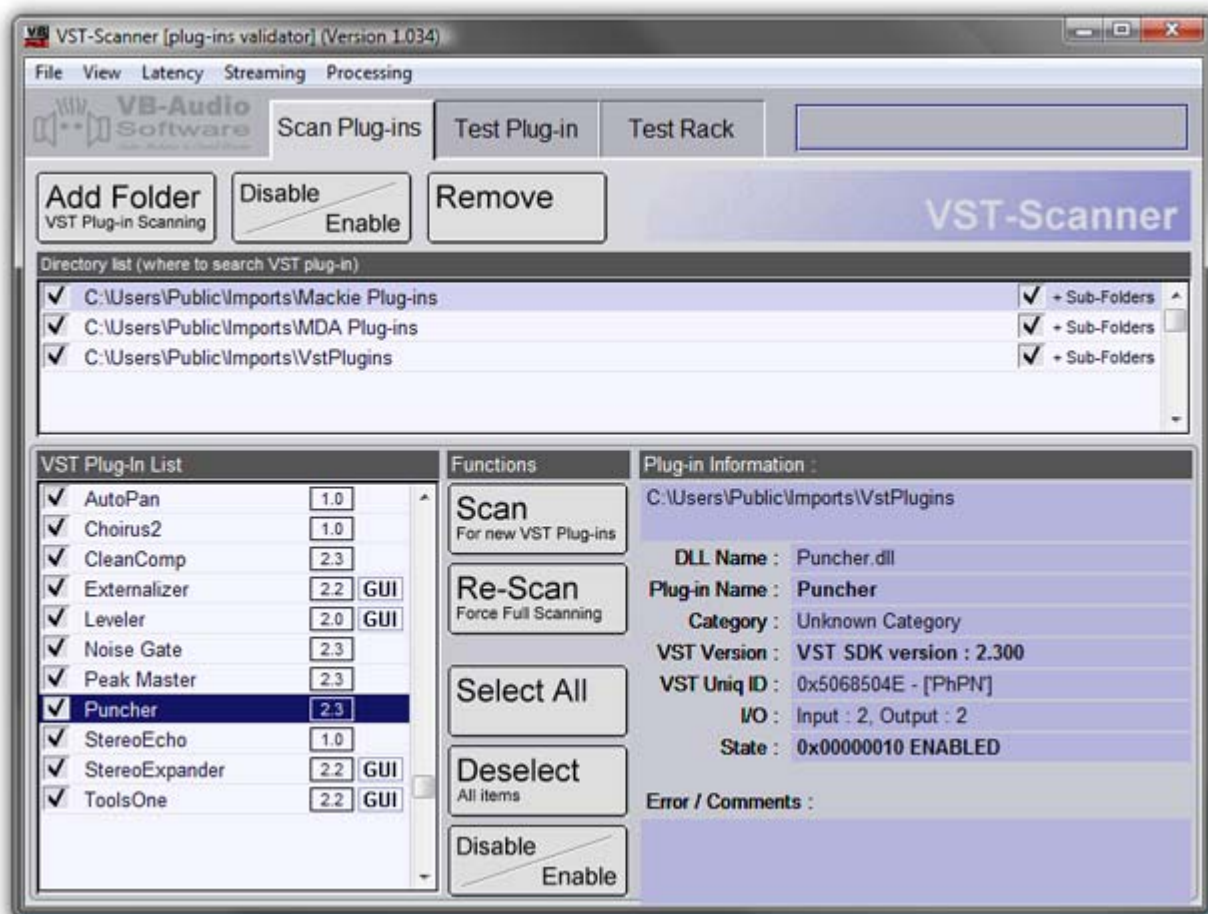 VST-Scanner [plug-ins validator] (Version 1.034)
File View Latency Streaming Processing
VB-Audio
Software
Scan Plug-ins Test Plug-in Test Rack
Add Folder
VST Plug-in Scanning
Disable
Enable
Remove
VST-Scanner
Directory list (where to search VST plug-in)
C:\Users\Public\Imports\Mackie Plug-ins + Sub-Folders
C:\Users\Public\Imports\MDA Plug-ins + Sub-Folders
C:\Users\Public\Imports\VstPlugins + Sub-Folders
VST Plug-In List
AutoPan 1.0
Choirus2 1.0
CleanComp 2.3
Externalizer 2.2 GUI
Leveler 2.0 GUI
Noise Gate 2.3
Peak Master 2.3
Puncher 2.3
StereoEcho 1.0
StereoExpander 2.2 GUI
ToolsOne 2.2 GUI
Functions
Scan
For new VST Plug-ins
Re-Scan
Force Full Scanning
Select All
Deselect
All items
Disable
Enable
Plug-in Information :
C:\Users\Public\Imports\VstPlugins
DLL Name : Puncher.dll
Plug-in Name : Puncher
Category : Unknown Category
VST Version : VST SDK version : 2.300
VST Uniq ID : 0x5068504E - ['PhPN']
I/O : Input : 2, Output : 2
State : 0x00000010 ENABLED
Error / Comments :